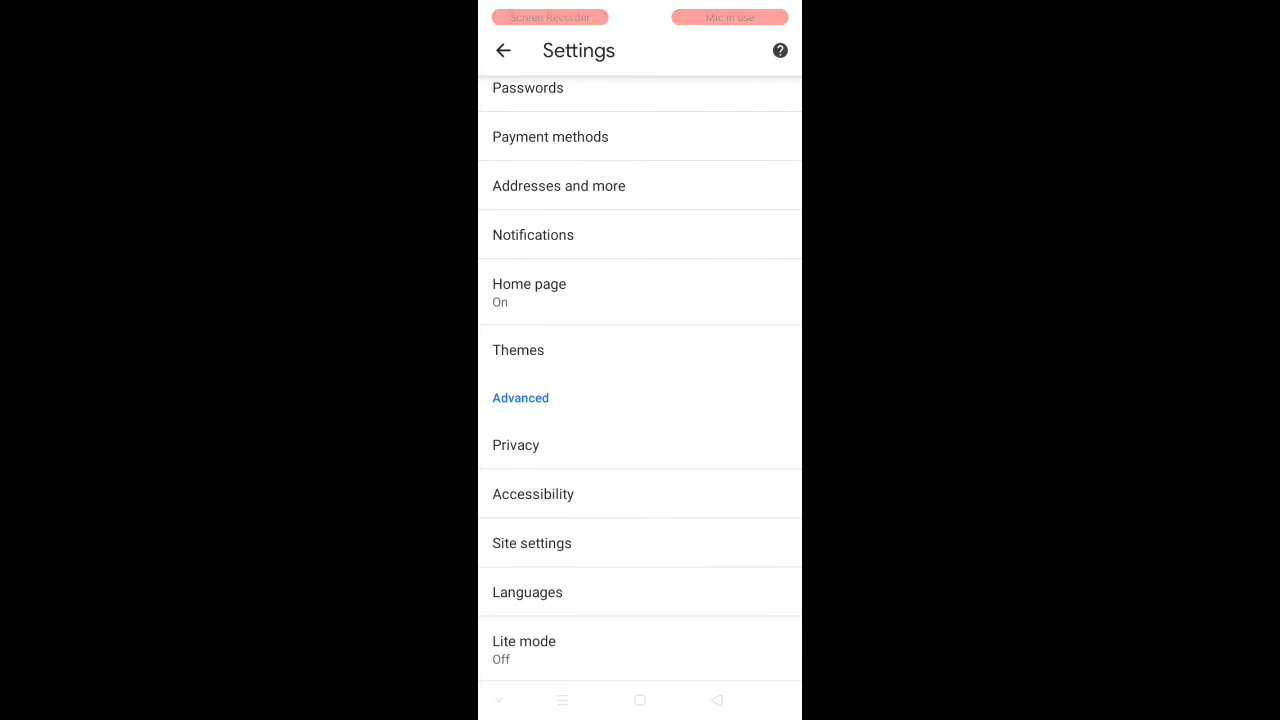 Screen Recorder
Mic in use
Settings
Passwords
Payment methods
Addresses and more
Notifications
Home page
On
Themes
Advanced
Privacy
Accessibility
Site settings
Languages
Lite mode
Off